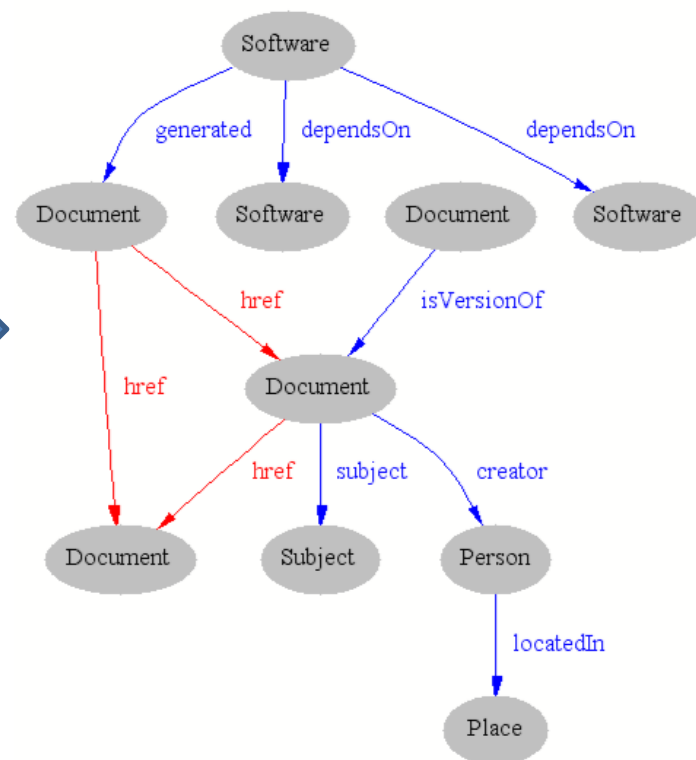 Software
generated dependsOn dependsOn
Document Software Document Software
href isVersionOf
href Document
href subject creator
Document Subject Person
locatedIn
Place